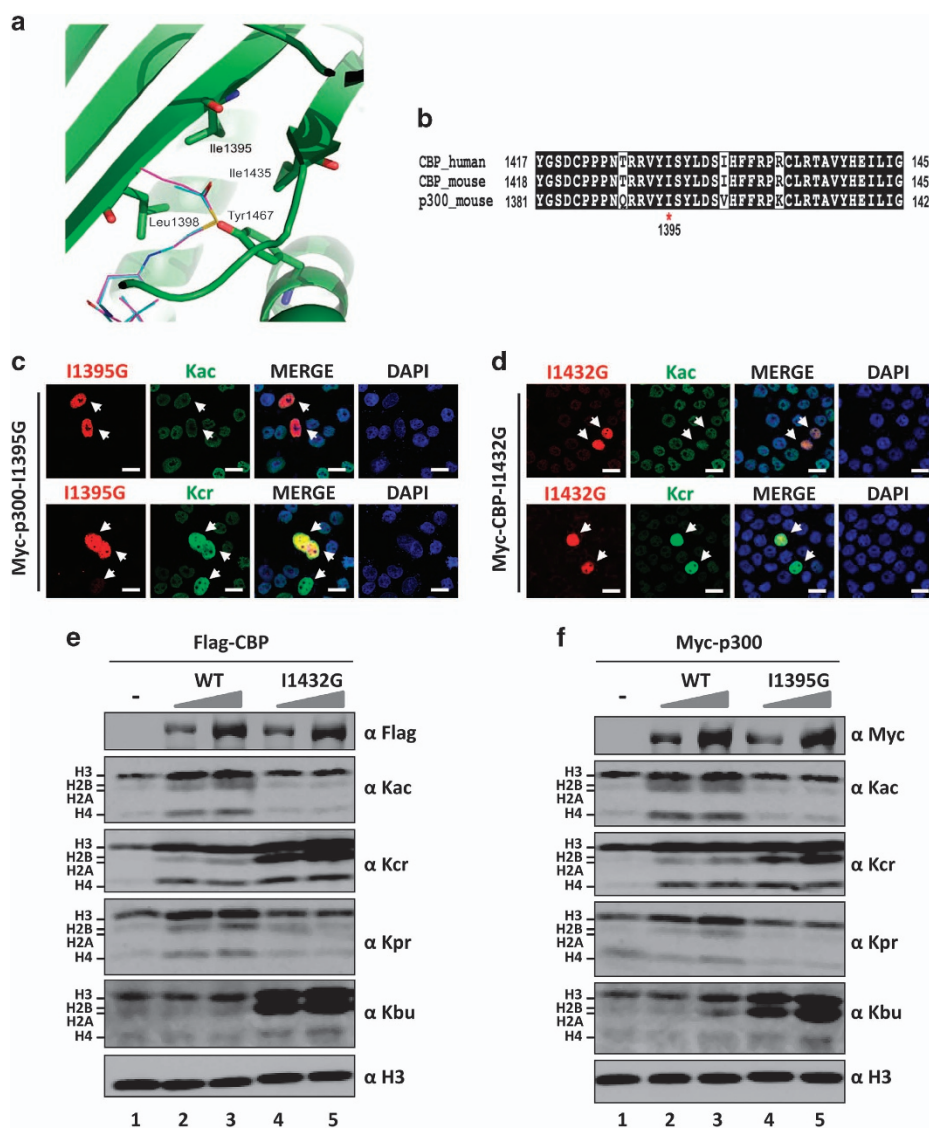 a
Ile1395
Ile1435
Leu1398
Tyr1467
b
CBP_human 1417 YGSDCPPPNTRRVYISYLDSIHFFRPRCLRTAVYHEILIG 145
CBP_mouse 1418 YGSDCPPPNTRRVYISYLDSIHFFRPRCLRTAVYHEILIG 145
p300_mouse 1381 YGSDCPPPNQRRVYISYLDSVHFFRPKCLRTAVYHEILIG 142
*
1395
c
Myc-p300-I1395G
I1395G Kac MERGE DAPI
I1395G Kcr MERGE DAPI
d
Myc-CBP-I1432G
I1432G Kac MERGE DAPI
I1432G Kcr MERGE DAPI
e
Flag-CBP
- WT I1432G
α Flag
H3
H2B
H2A
H4
α Kac
H3
H2B
H2A
H4
α Kcr
H3
H2B
H2A
H4
α Kpr
H3
H2B
H2A
H4
α Kbu
α H3
1 2 3 4 5
f
Myc-p300
- WT I1395G
α Myc
H3
H2B
H2A
H4
α Kac
H3
H2B
H2A
H4
α Kcr
H3
H2B
H2A
H4
α Kpr
H3
H2B
H2A
H4
α Kbu
α H3
1 2 3 4 5